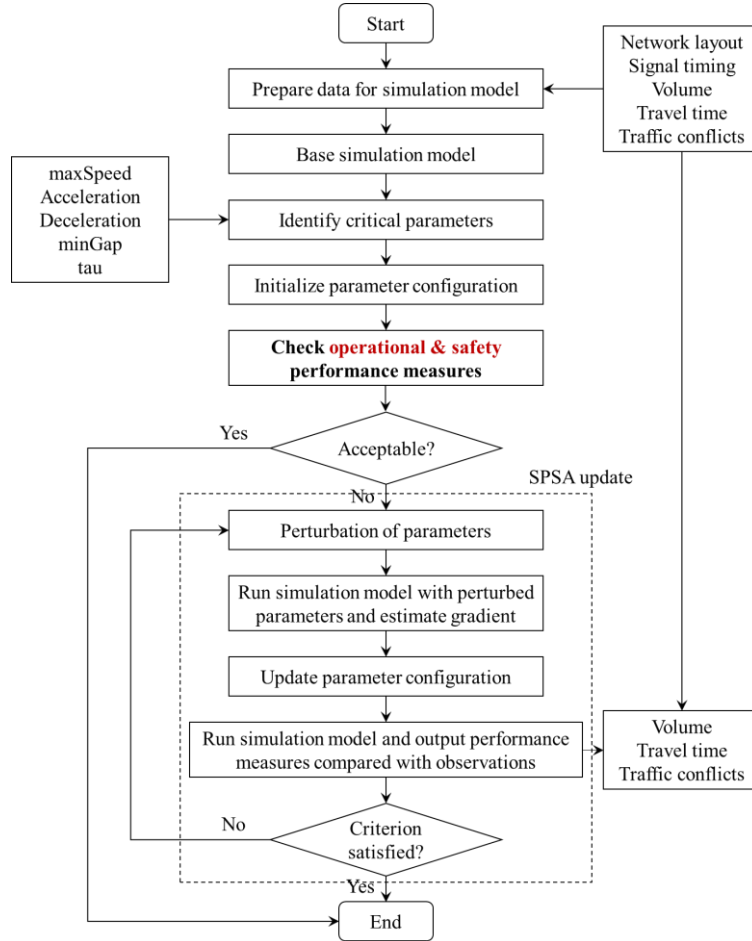 Start
Network layout
Signal timing
Volume
Travel time
Traffic conflicts
Prepare data for simulation model
Base simulation model
maxSpeed
Acceleration
Deceleration
minGap
tau
Identify critical parameters
Initialize parameter configuration
Check operational & safety
performance measures
Yes
Acceptable?
SPSA update
No
Perturbation of parameters
Run simulation model with perturbed
parameters and estimate gradient
Update parameter configuration
Run simulation model and output performance
measures compared with observations
Volume
Travel time
Traffic conflicts
No
Criterion
satisfied?
Yes
End